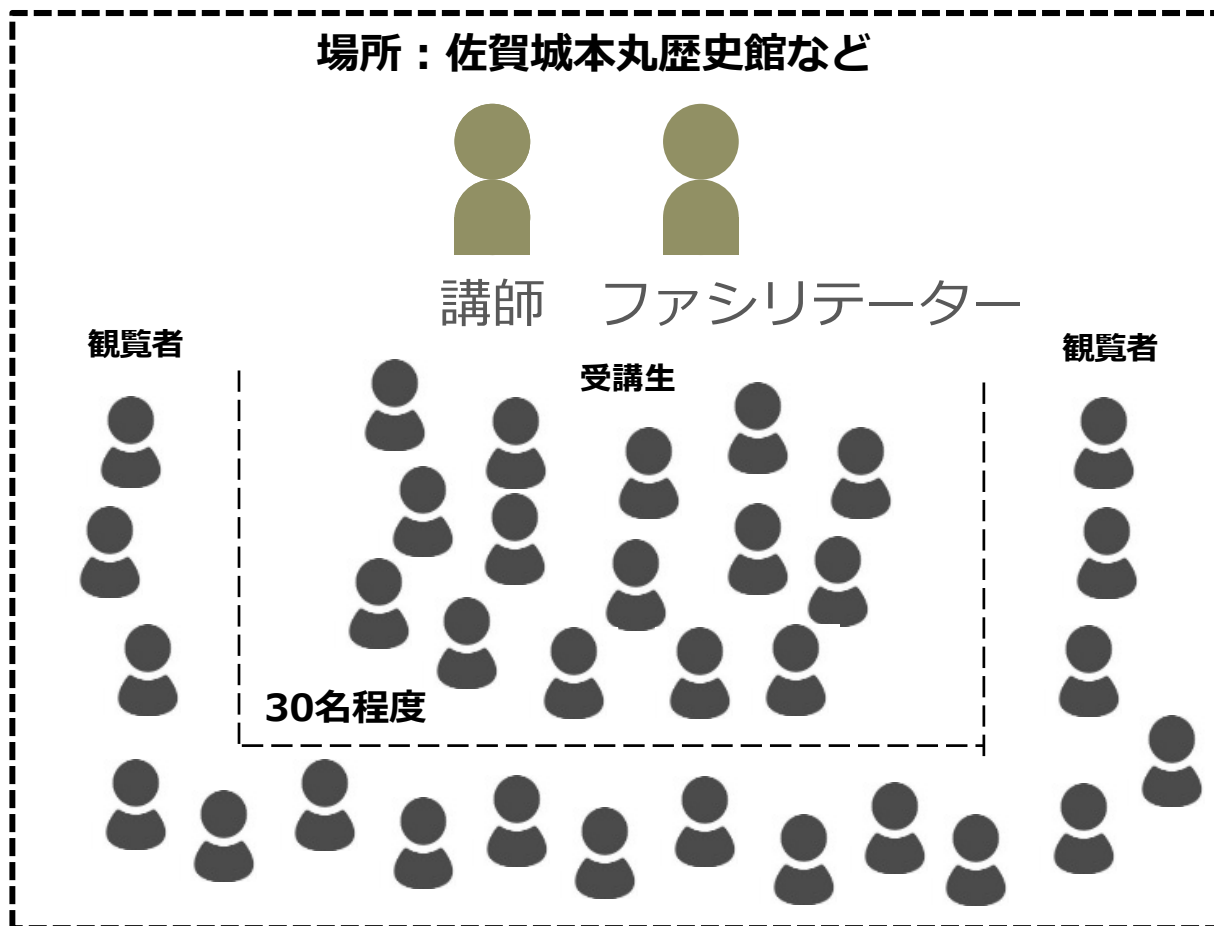 場所：佐賀城本丸歴史館など
講師　ファシリテーター
観覧者
受講生
観覧者
30名程度